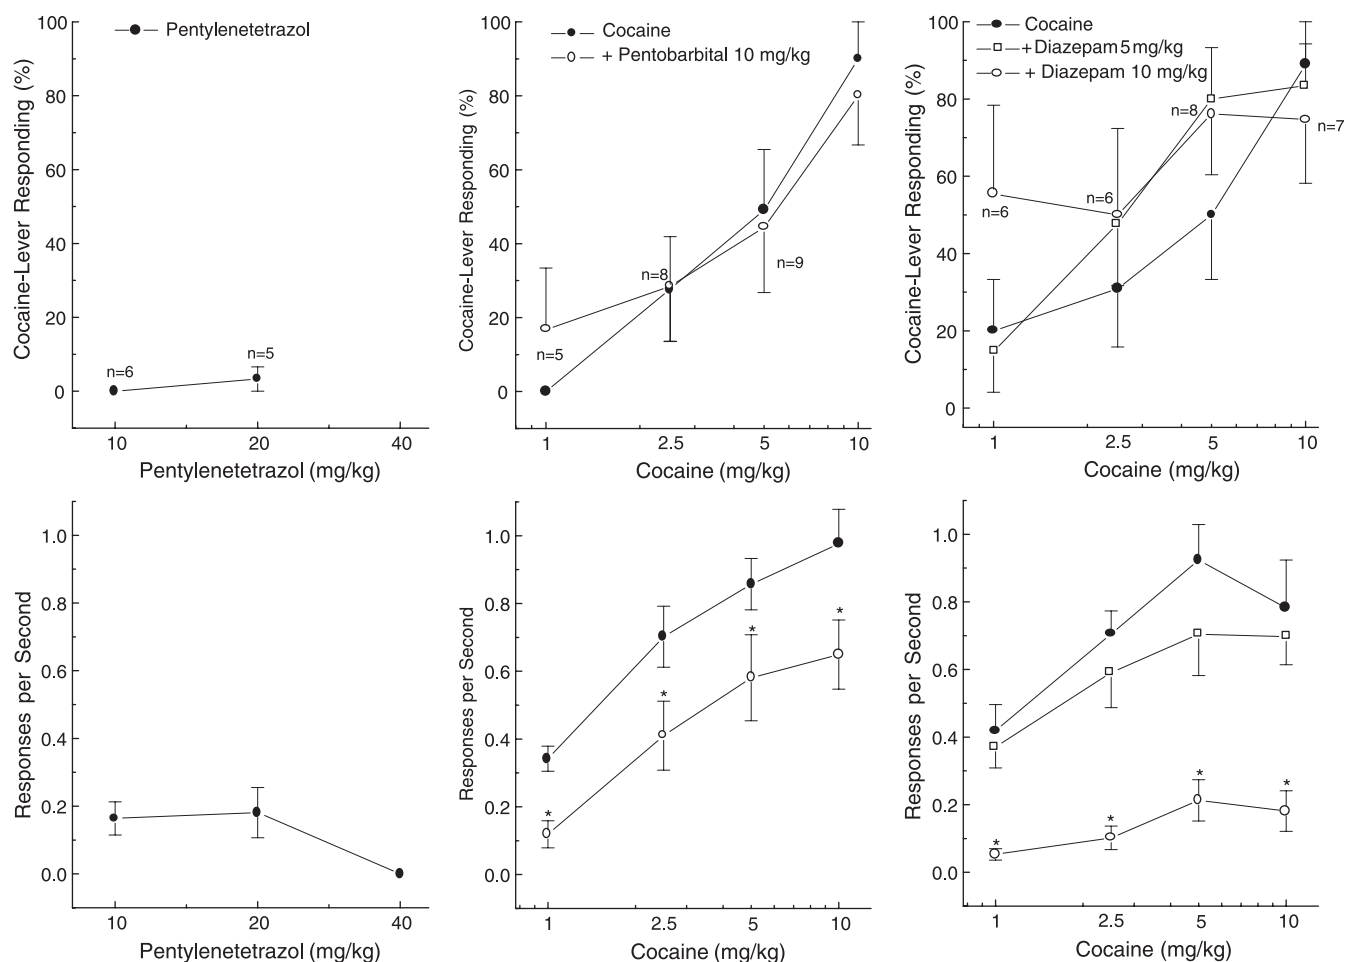 Pentylenetetrazol
Cocaine-Lever Responding (%)
100
80
60
40
20
0
n=6
n=5
10
20
40
Pentylenetetrazol (mg/kg)
Cocaine
+ Pentobarbital 10 mg/kg
Cocaine-Lever Responding (%)
100
80
60
40
20
0
n=5
n=8
n=9
1
2.5
5
10
Cocaine (mg/kg)
Cocaine
+Diazepam 5 mg/kg
+ Diazepam 10 mg/kg
Cocaine-Lever Responding (%)
100
80
60
40
20
0
n=6
n=6
n=8
n=7
1
2.5
5
10
Cocaine (mg/kg)
Responses per Second
1.0
0.8
0.6
0.4
0.2
0.0
10
20
40
Pentylenetetrazol (mg/kg)
Responses per Second
1.0
0.8
0.6
0.4
0.2
0.0
*
*
*
*
1
2.5
5
10
Cocaine (mg/kg)
Responses per Second
1.0
0.8
0.6
0.4
0.2
0.0
*
*
*
*
1
2.5
5
10
Cocaine (mg/kg)